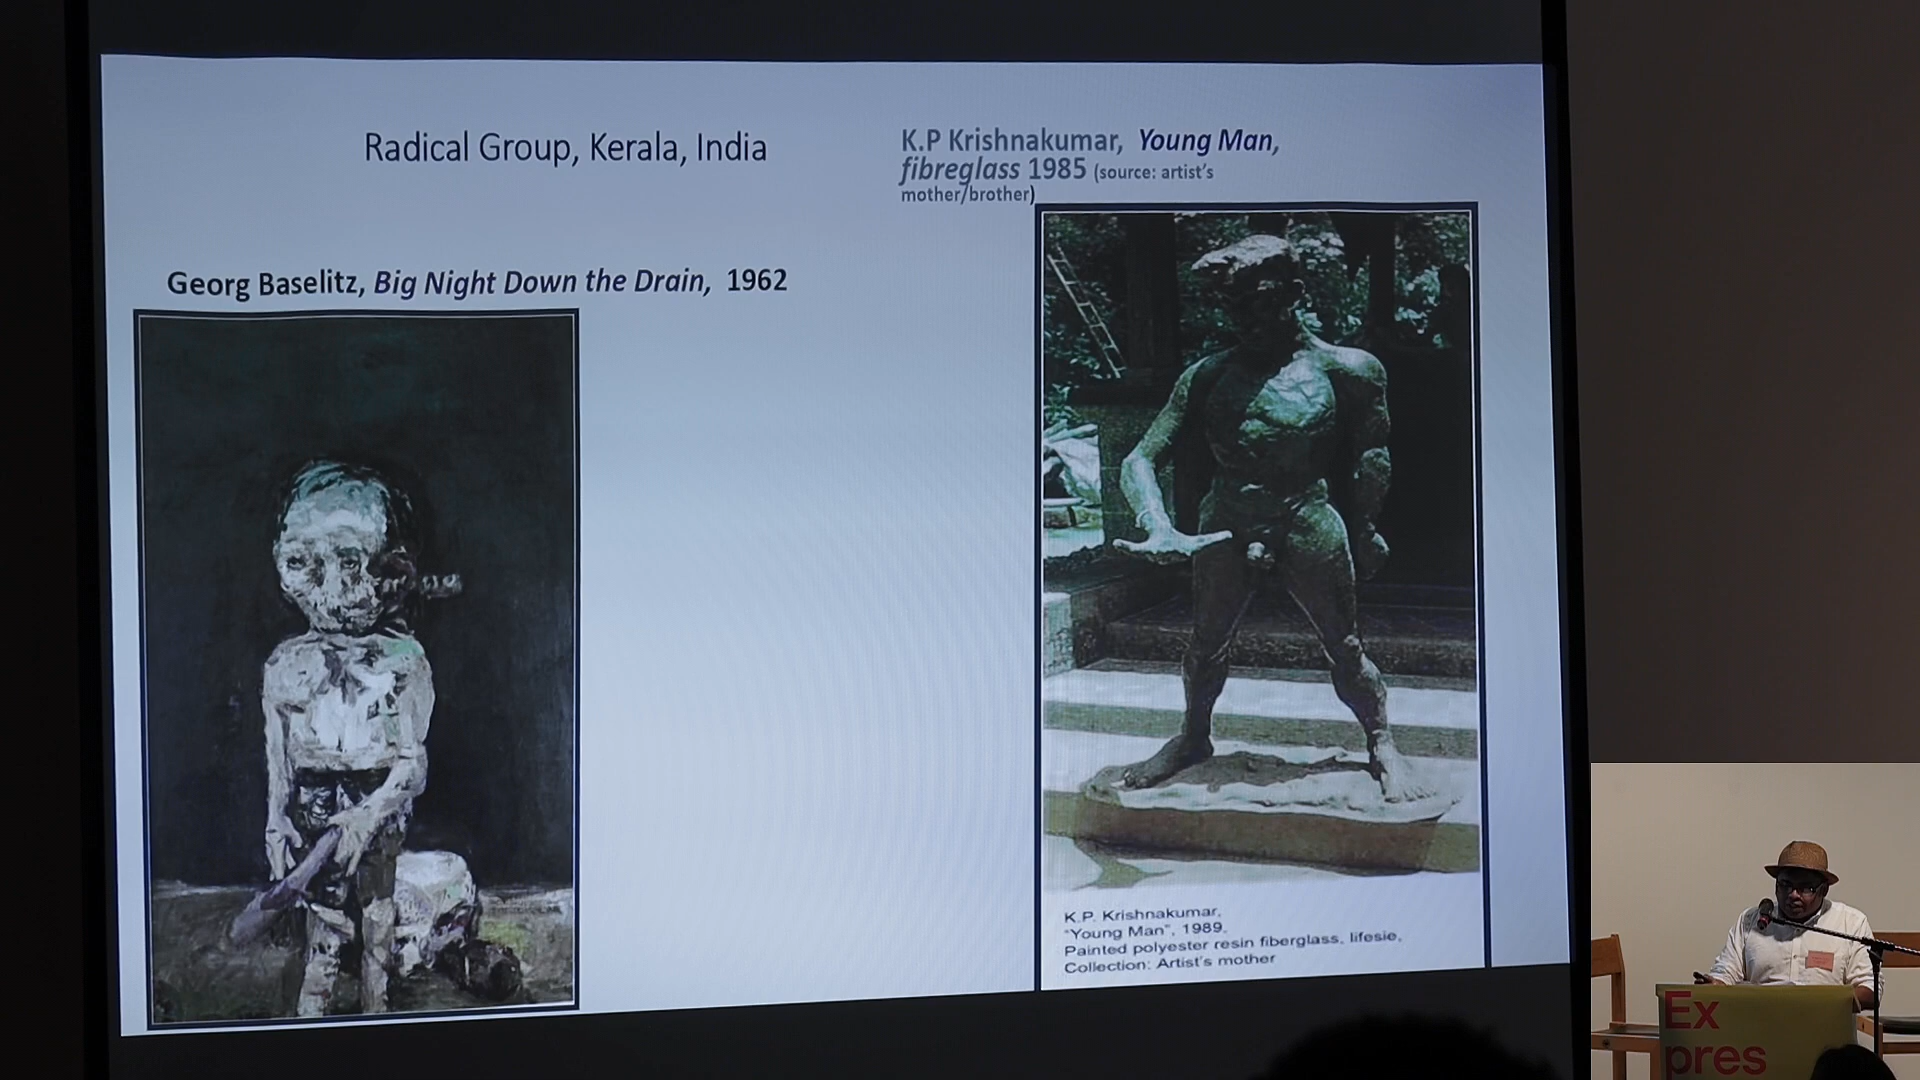 Radical Group, Kerala, India
K.P Krishnakumar, Young Man,
fibreglass 1985 (source: artist's
mother/brother)
Georg Baselitz, Big Night Down the Drain, 1962
K.P. Krishnakumar,
"Young Man", 1989.
Painted polyester resin fiberglass, lifesie,
Collection: Artist's mother
Ex
pres